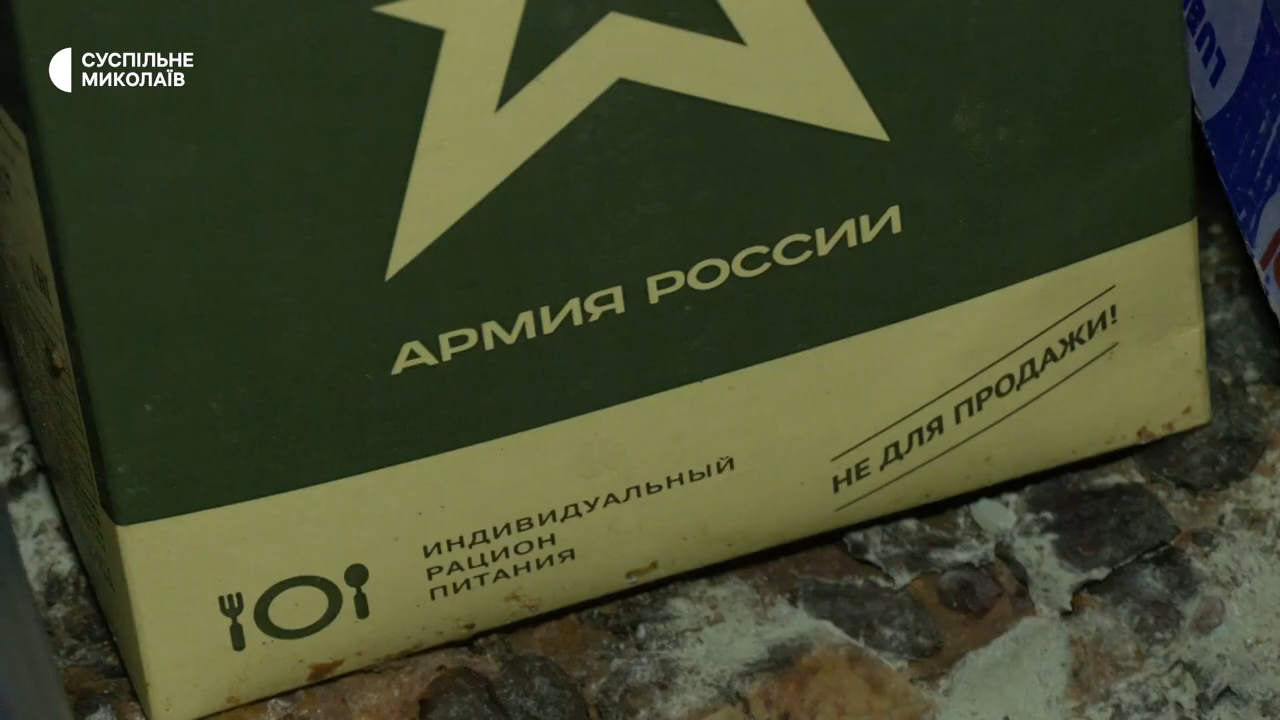 СУСПІЛЬНЕ
МИКОЛАЇВ
АРМИЯ РОССИИ
НЕ ДЛЯ ПРОДАЖИ!
ИНДИВИДУАЛЬНЫЙ
РАЦИОН
ПИТАНИЯ